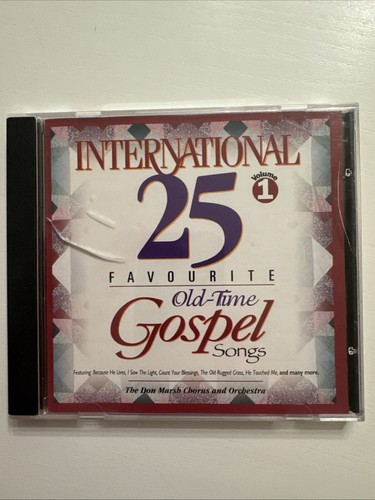 INTERNATIONAL
25
Volume
1
FAVOURITE
Old-Time
Gospel
Songs
Featuring Because He Lives, I Saw The Light, Count Your Blessings, The Old Rugged Cross, He Touched Me, and many more.
The Don Marsh Chorus and Orchestra